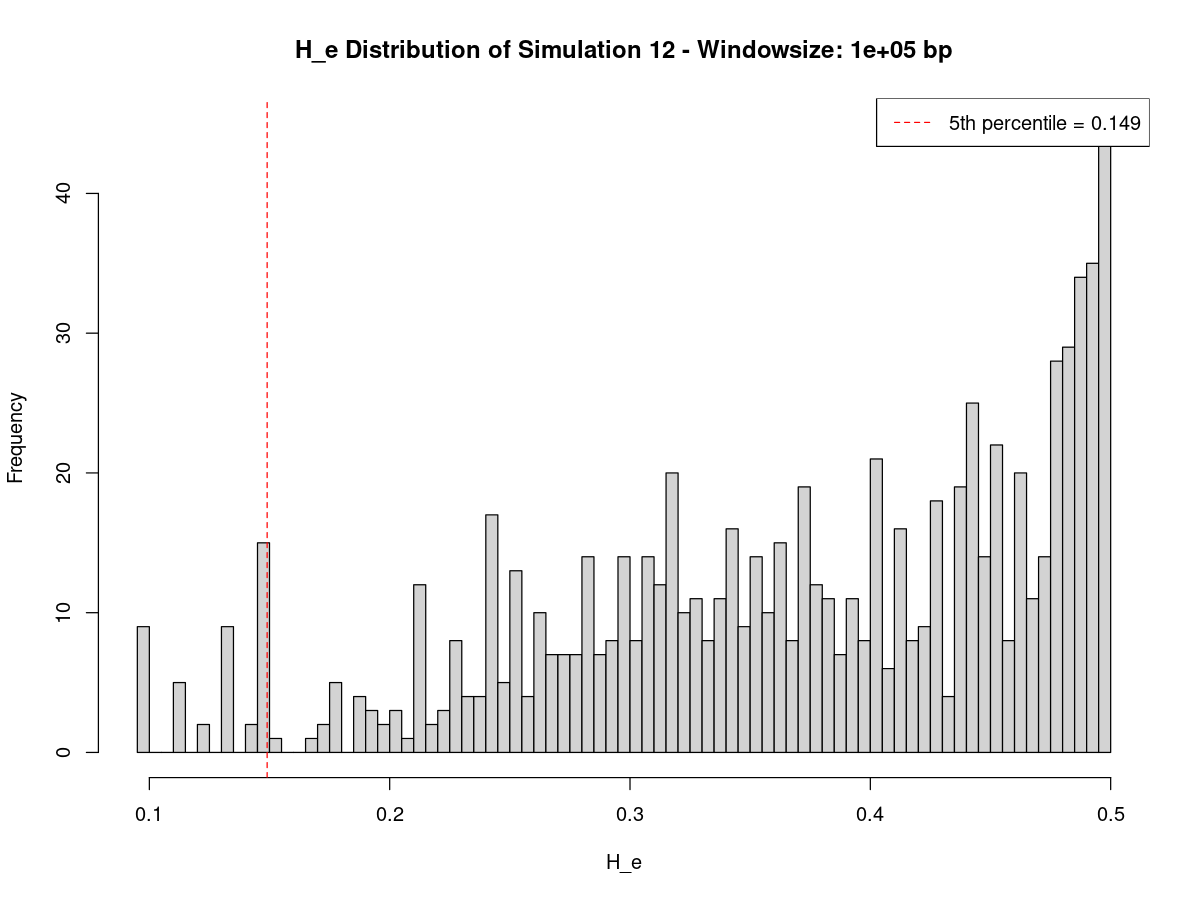 H_e Distribution of Simulation 12 - Windowsize: 1e+05 bp
5th percentile = 0.149
Frequency
40
30
20
10
0
0.1 0.2 0.3 0.4 0.5
H_e